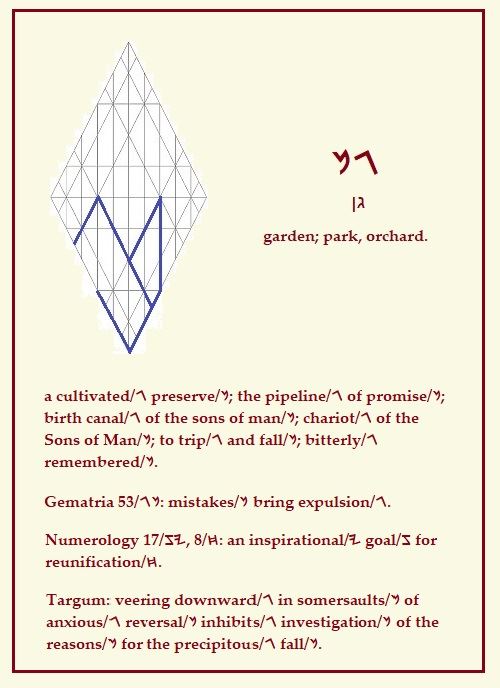 𐤂𐤍
גן
garden; park, orchard.
a cultivated/𐤂 preserve/𐤍; the pipeline/𐤂 of promise/𐤍;
birth canal/𐤂 of the sons of man/𐤍; chariot/𐤂 of the
Sons of Man/𐤍; to trip/𐤂 and fall/𐤍; bitterly/𐤂
remembered/𐤍.
Gematria 53/𐤍𐤂: mistakes/𐤍 bring expulsion/𐤂.
Numerology 17/𐤉𐤆, 8/𐤇: an inspirational/𐤉 goal/𐤆 for
reunification/𐤇.
Targum: veering downward/𐤂 in somersaults/𐤍 of
anxious/𐤂 reversal/𐤍 inhibits/𐤂 investigation/𐤍 of the
reasons/𐤍 for the precipitous/𐤂 fall/𐤍.